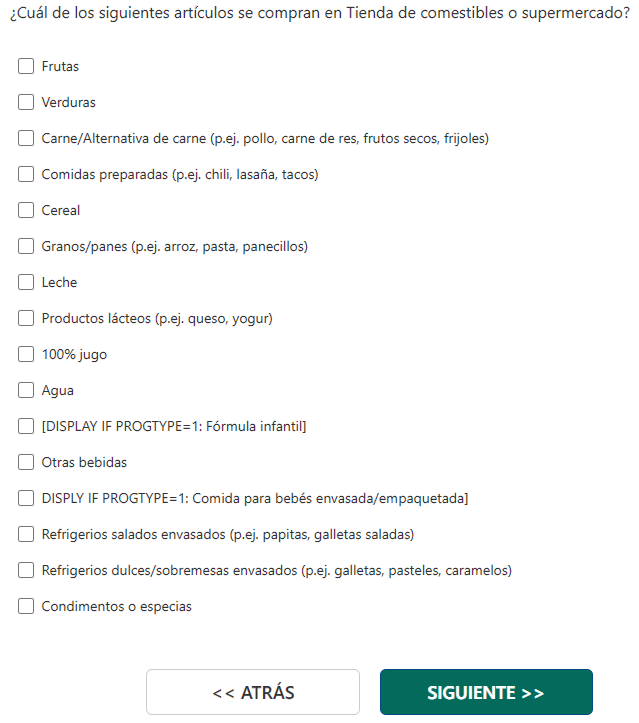 ¿Cuál de los siguientes artículos se compran en Tienda de comestibles o supermercado?
Frutas
Verduras
Carne/Alternativa de carne (p.ej. pollo, carne de res, frutos secos, frijoles)
Comidas preparadas (p.ej. chili, lasaña, tacos)
Cereal
Granos/panes (p.ej. arroz, pasta, panecillos)
Leche
Productos lácteos (p.ej. queso, yogur)
100% jugo
Agua
[DISPLAY IF PROGTYPE=1: Fórmula infantil]
Otras bebidas
DISPLY IF PROGTYPE=1: Comida para bebés envasada/empaquetada]
Refrigerios salados envasados (p.ej. papitas, galletas saladas)
Refrigerios dulces/sobremesas envasados (p.ej. galletas, pasteles, caramelos)
Condimentos o especias
<< ATRÁS
SIGUIENTE >>